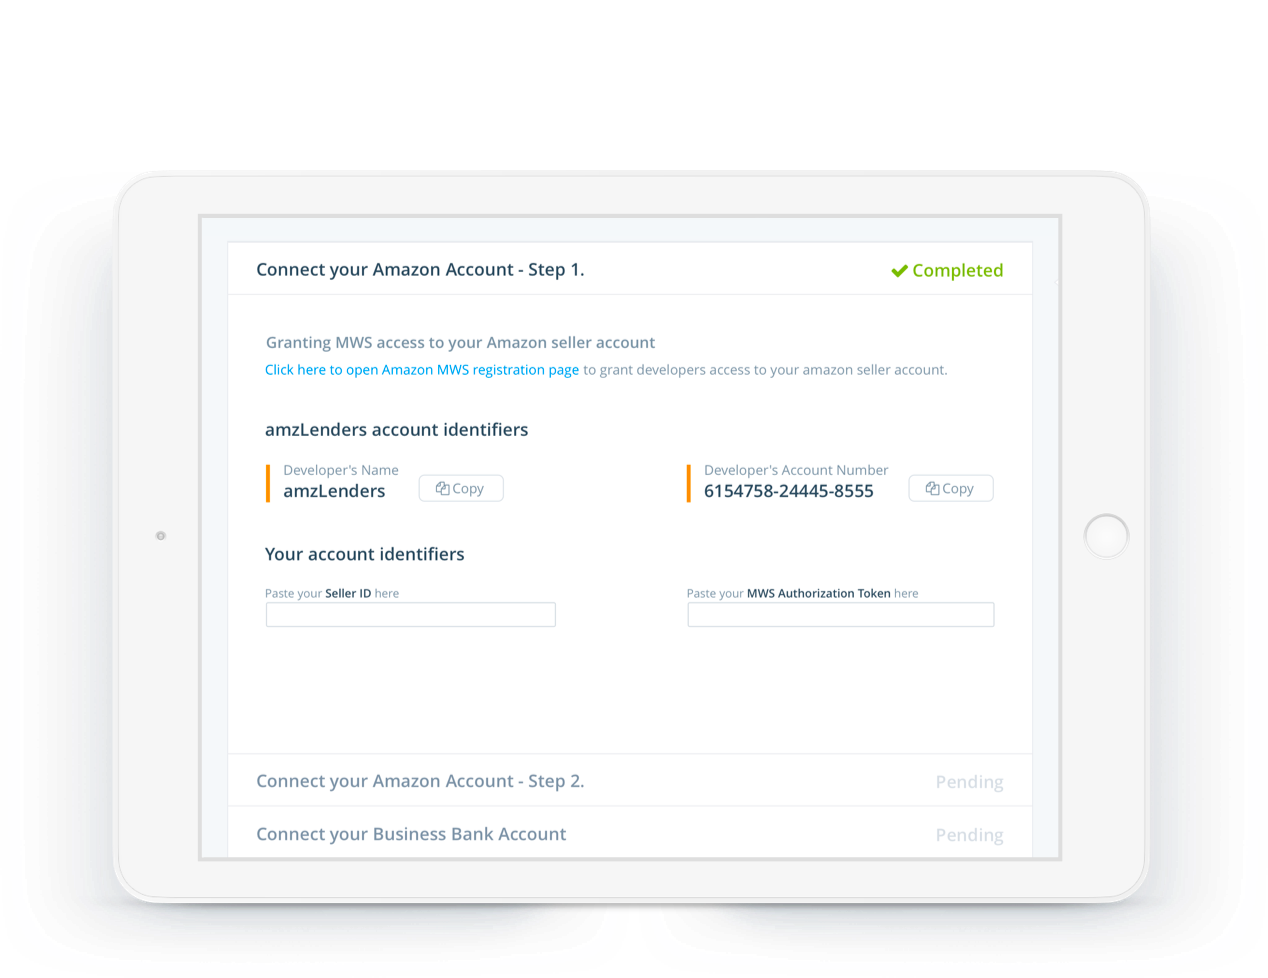 Connect your Amazon Account - Step 1.
Completed
Granting MWS access to your Amazon seller account
Click here to open Amazon MWS registration page to grant developers access to your amazon seller account.
amzLenders account identifiers
Developer's Name
amzLenders
Copy
Developer's Account Number
6154758-24445-8555
Copy
Your account identifiers
Paste your Seller ID here
Paste your MWS Authorization Token here
Connect your Amazon Account - Step 2.
Pending
Connect your Business Bank Account
Pending